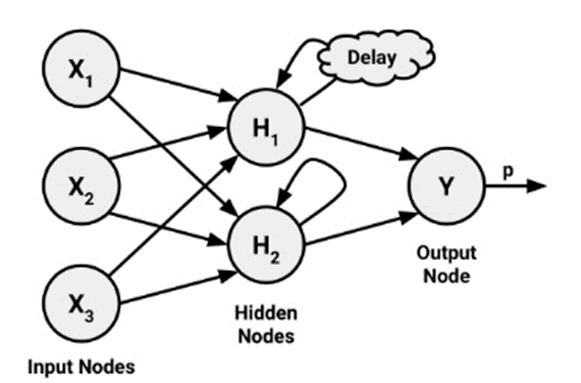 X1
Delay
H1
X2
Y
p
H2
Output
Node
X3
Hidden
Nodes
Input Nodes